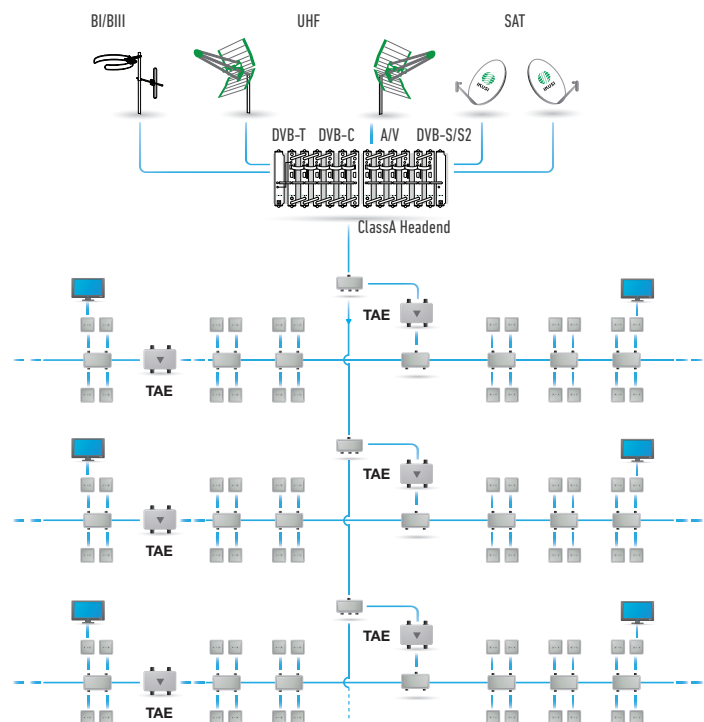 BI/BIII UHF SAT
DVB-T DVB-C A/V DVB-S/S2
ClassA Headend
TAE
TAE
TAE
TAE
TAE
TAE